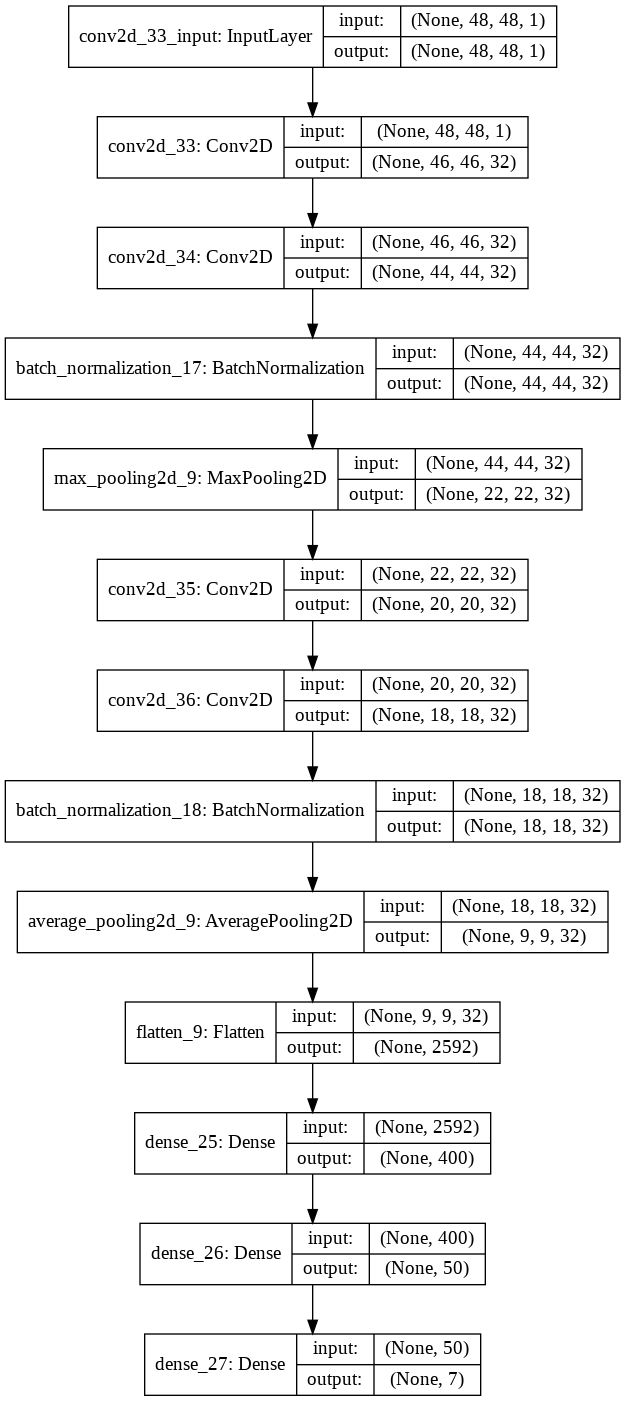 conv2d_33_input: InputLayer
input: (None, 48, 48, 1)
output: (None, 48, 48, 1)
conv2d_33: Conv2D
input: (None, 48, 48, 1)
output: (None, 46, 46, 32)
conv2d_34: Conv2D
input: (None, 46, 46, 32)
output: (None, 44, 44, 32)
batch_normalization_17: BatchNormalization
input: (None, 44, 44, 32)
output: (None, 44, 44, 32)
max_pooling2d_9: MaxPooling2D
input: (None, 44, 44, 32)
output: (None, 22, 22, 32)
conv2d_35: Conv2D
input: (None, 22, 22, 32)
output: (None, 20, 20, 32)
conv2d_36: Conv2D
input: (None, 20, 20, 32)
output: (None, 18, 18, 32)
batch_normalization_18: BatchNormalization
input: (None, 18, 18, 32)
output: (None, 18, 18, 32)
average_pooling2d_9: AveragePooling2D
input: (None, 18, 18, 32)
output: (None, 9, 9, 32)
flatten_9: Flatten
input: (None, 9, 9, 32)
output: (None, 2592)
dense_25: Dense
input: (None, 2592)
output: (None, 400)
dense_26: Dense
input: (None, 400)
output: (None, 50)
dense_27: Dense
input: (None, 50)
output: (None, 7)